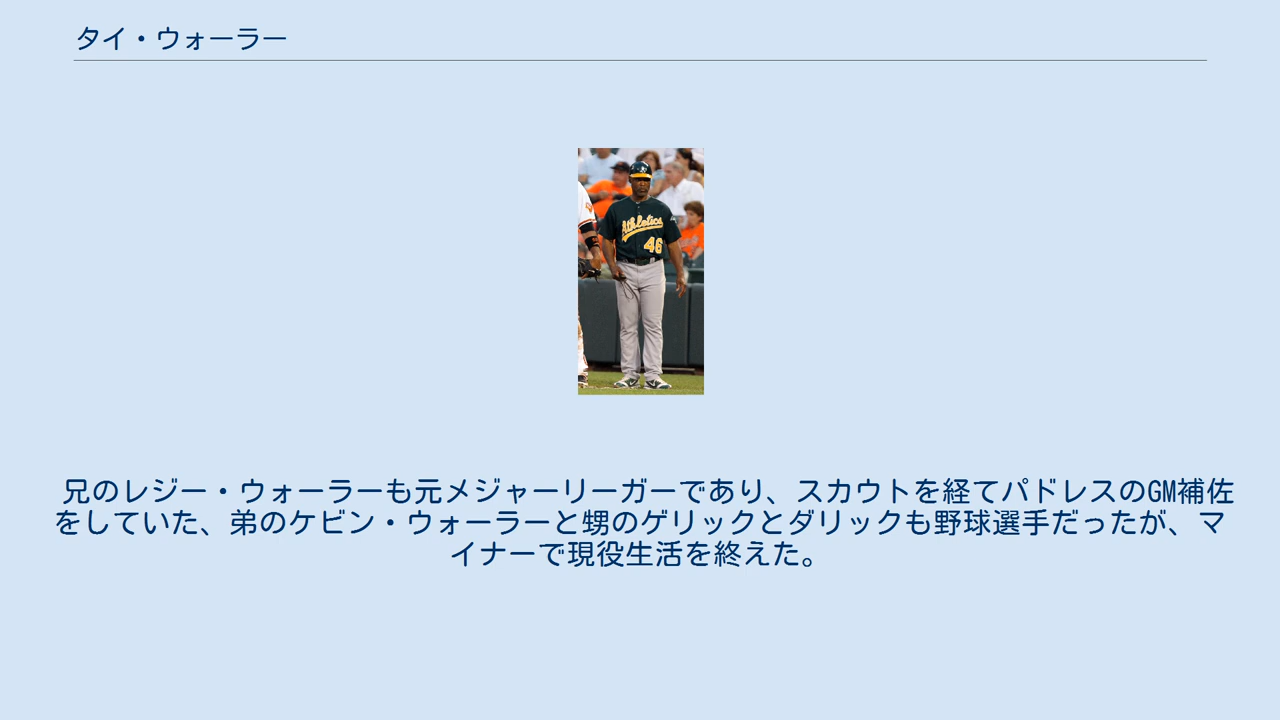 タイ・ウォーラー
Athletics
46
兄のレジー・ウォーラーも元メジャーリーガーであり、スカウトを経てパドレスのGM補佐
をしていた、弟のケビン・ウォーラーと甥のゲリックとダリックも野球選手だったが、マ
イナーで現役生活を終えた。